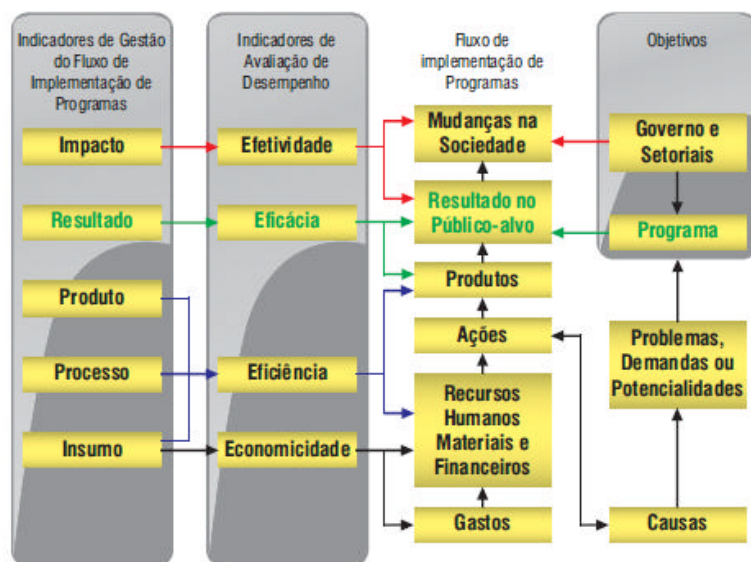 Indicadores de Gestão
do Fluxo de
Implementação de
Programas
Impacto
Resultado
Produto
Processo
Insumo
Indicadores de
Avaliação de
Desempenho
Efetividade
Eficácia
Eficiência
Economicidade
Fluxo de
implementação de
Programas
Mudanças na
Sociedade
Resultado no
Público-alvo
Produtos
Ações
Recursos
Humanos
Materiais e
Financeiros
Gastos
Objetivos
Governo e
Setoriais
Programa
Problemas,
Demandas ou
Potencialidades
Causas